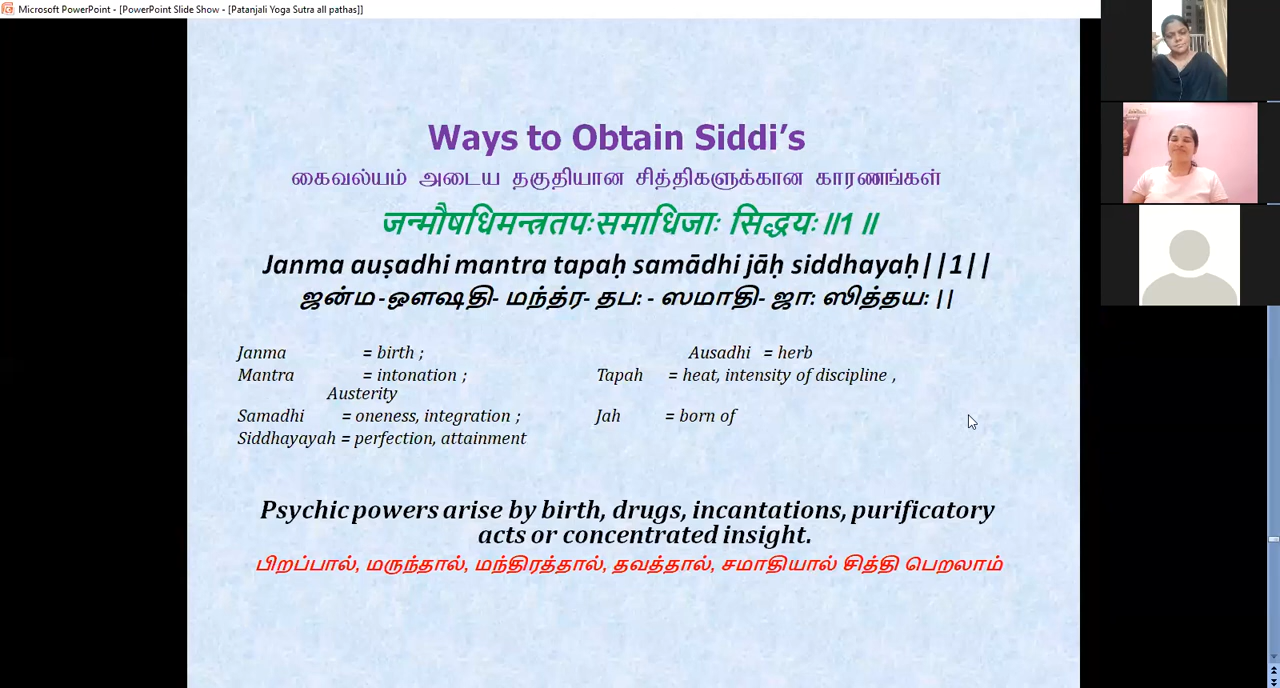 Microsoft PowerPoint - [PowerPoint Slide Show - [Patanjali Yoga Sutra all pathas]]
Ways to Obtain Siddi's
கைவல்யம் அடைய தகுதியான சித்திகளுக்கான காரணங்கள்
जन्मौषधिमन्त्रतपःसमाधिजाः सिद्धयः ॥1 ॥
Janma auṣadhi mantra tapaḥ samādhi jāḥ siddhayaḥ||1||
ஜன்ம -ஔஷதி- மந்த்ர- தப: - ஸமாதி- ஜா: ஸித்தய: ||
Janma = birth ; Ausadhi = herb
Mantra = intonation ; Tapah = heat, intensity of discipline ,
Austerity
Samadhi = oneness, integration ; Jah = born of
Siddhayayah = perfection, attainment
Psychic powers arise by birth, drugs, incantations, purificatory
acts or concentrated insight.
பிறப்பால், மருந்தால், மந்திரத்தால், தவத்தால், சமாதியால் சித்தி பெறலாம்